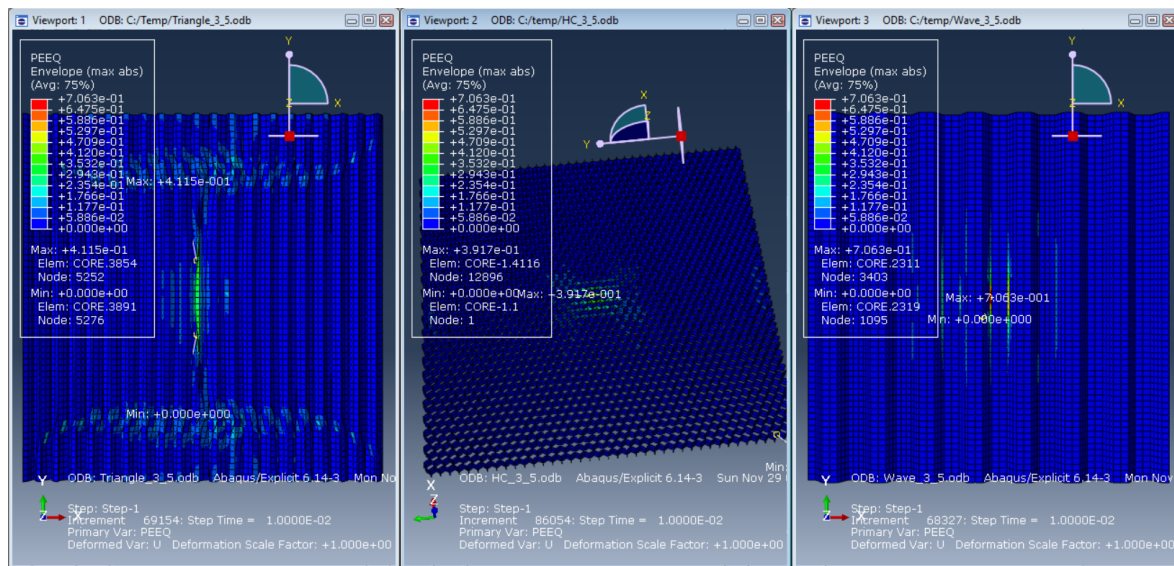 Viewport: 1 ODB: C:/Temp/Triangle_3_5.odb
Y
PEEQ
Envelope (max abs)
(Avg: 75%)
+7.063e-01
+6.475e-01
+5.886e-01
+5.297e-01
+4.709e-01
+4.120e-01
+3.532e-01
+2.943e-01
+2.354e-01
+1.766e-01
+1.177e-01
+5.886e-02
+0.000e+00
Z
X
Max: +4.115e-001
Max: +4.115e-01
Elem: CORE.3854
Node: 5252
Min: +0.000e+00
Elem: CORE.3891
Node: 5276
Min: +0.000e+000
ODB: Triangle_3_5.odb Abaqus/Explicit 6.14-3 Mon Nov
Y
Z
X
Step: Step-1
Increment 69154: Step Time = 1.0000E-02
Primary Var: PEEQ
Deformed Var: U Deformation Scale Factor: +1.000e+00
Viewport: 2 ODB: C:/temp/HC_3_5.odb
PEEQ
Envelope (max abs)
(Avg: 75%)
+7.063e-01
+6.475e-01
+5.886e-01
+5.297e-01
+4.709e-01
+4.120e-01
+3.532e-01
+2.943e-01
+2.354e-01
+1.766e-01
+1.177e-01
+5.886e-02
+0.000e+00
X
Z
Y
Max: +3.917e-01
Elem: CORE-1.4116
Node: 12896
Min: +0.000e+00
Max: +3.917e-001
Elem: CORE-1.1
Node: 1
Min:
ODB: HC_3_5.odb Abaqus/Explicit 6.14-3 Sun Nov 29
X
Z
Step: Step-1
Increment 86054: Step Time = 1.0000E-02
Primary Var: PEEQ
Deformed Var: U Deformation Scale Factor: +1.000e+00
Viewport: 3 ODB: C:/temp/Wave_3_5.odb
Y
PEEQ
Envelope (max abs)
(Avg: 75%)
+7.063e-01
+6.475e-01
+5.886e-01
+5.297e-01
+4.709e-01
+4.120e-01
+3.532e-01
+2.943e-01
+2.354e-01
+1.766e-01
+1.177e-01
+5.886e-02
+0.000e+00
Z
X
Max: +7.063e-01
Elem: CORE.2311
Node: 3403
Min: +0.000e+00
Elem: CORE.2319
Node: 1095
Max: +7.063e-001
Min: +0.000e+000
ODB: Wave_3_5.odb Abaqus/Explicit 6.14-3 Mon Nov
Y
Z
X
Step: Step-1
Increment 68327: Step Time = 1.0000E-02
Primary Var: PEEQ
Deformed Var: U Deformation Scale Factor: +1.000e+00